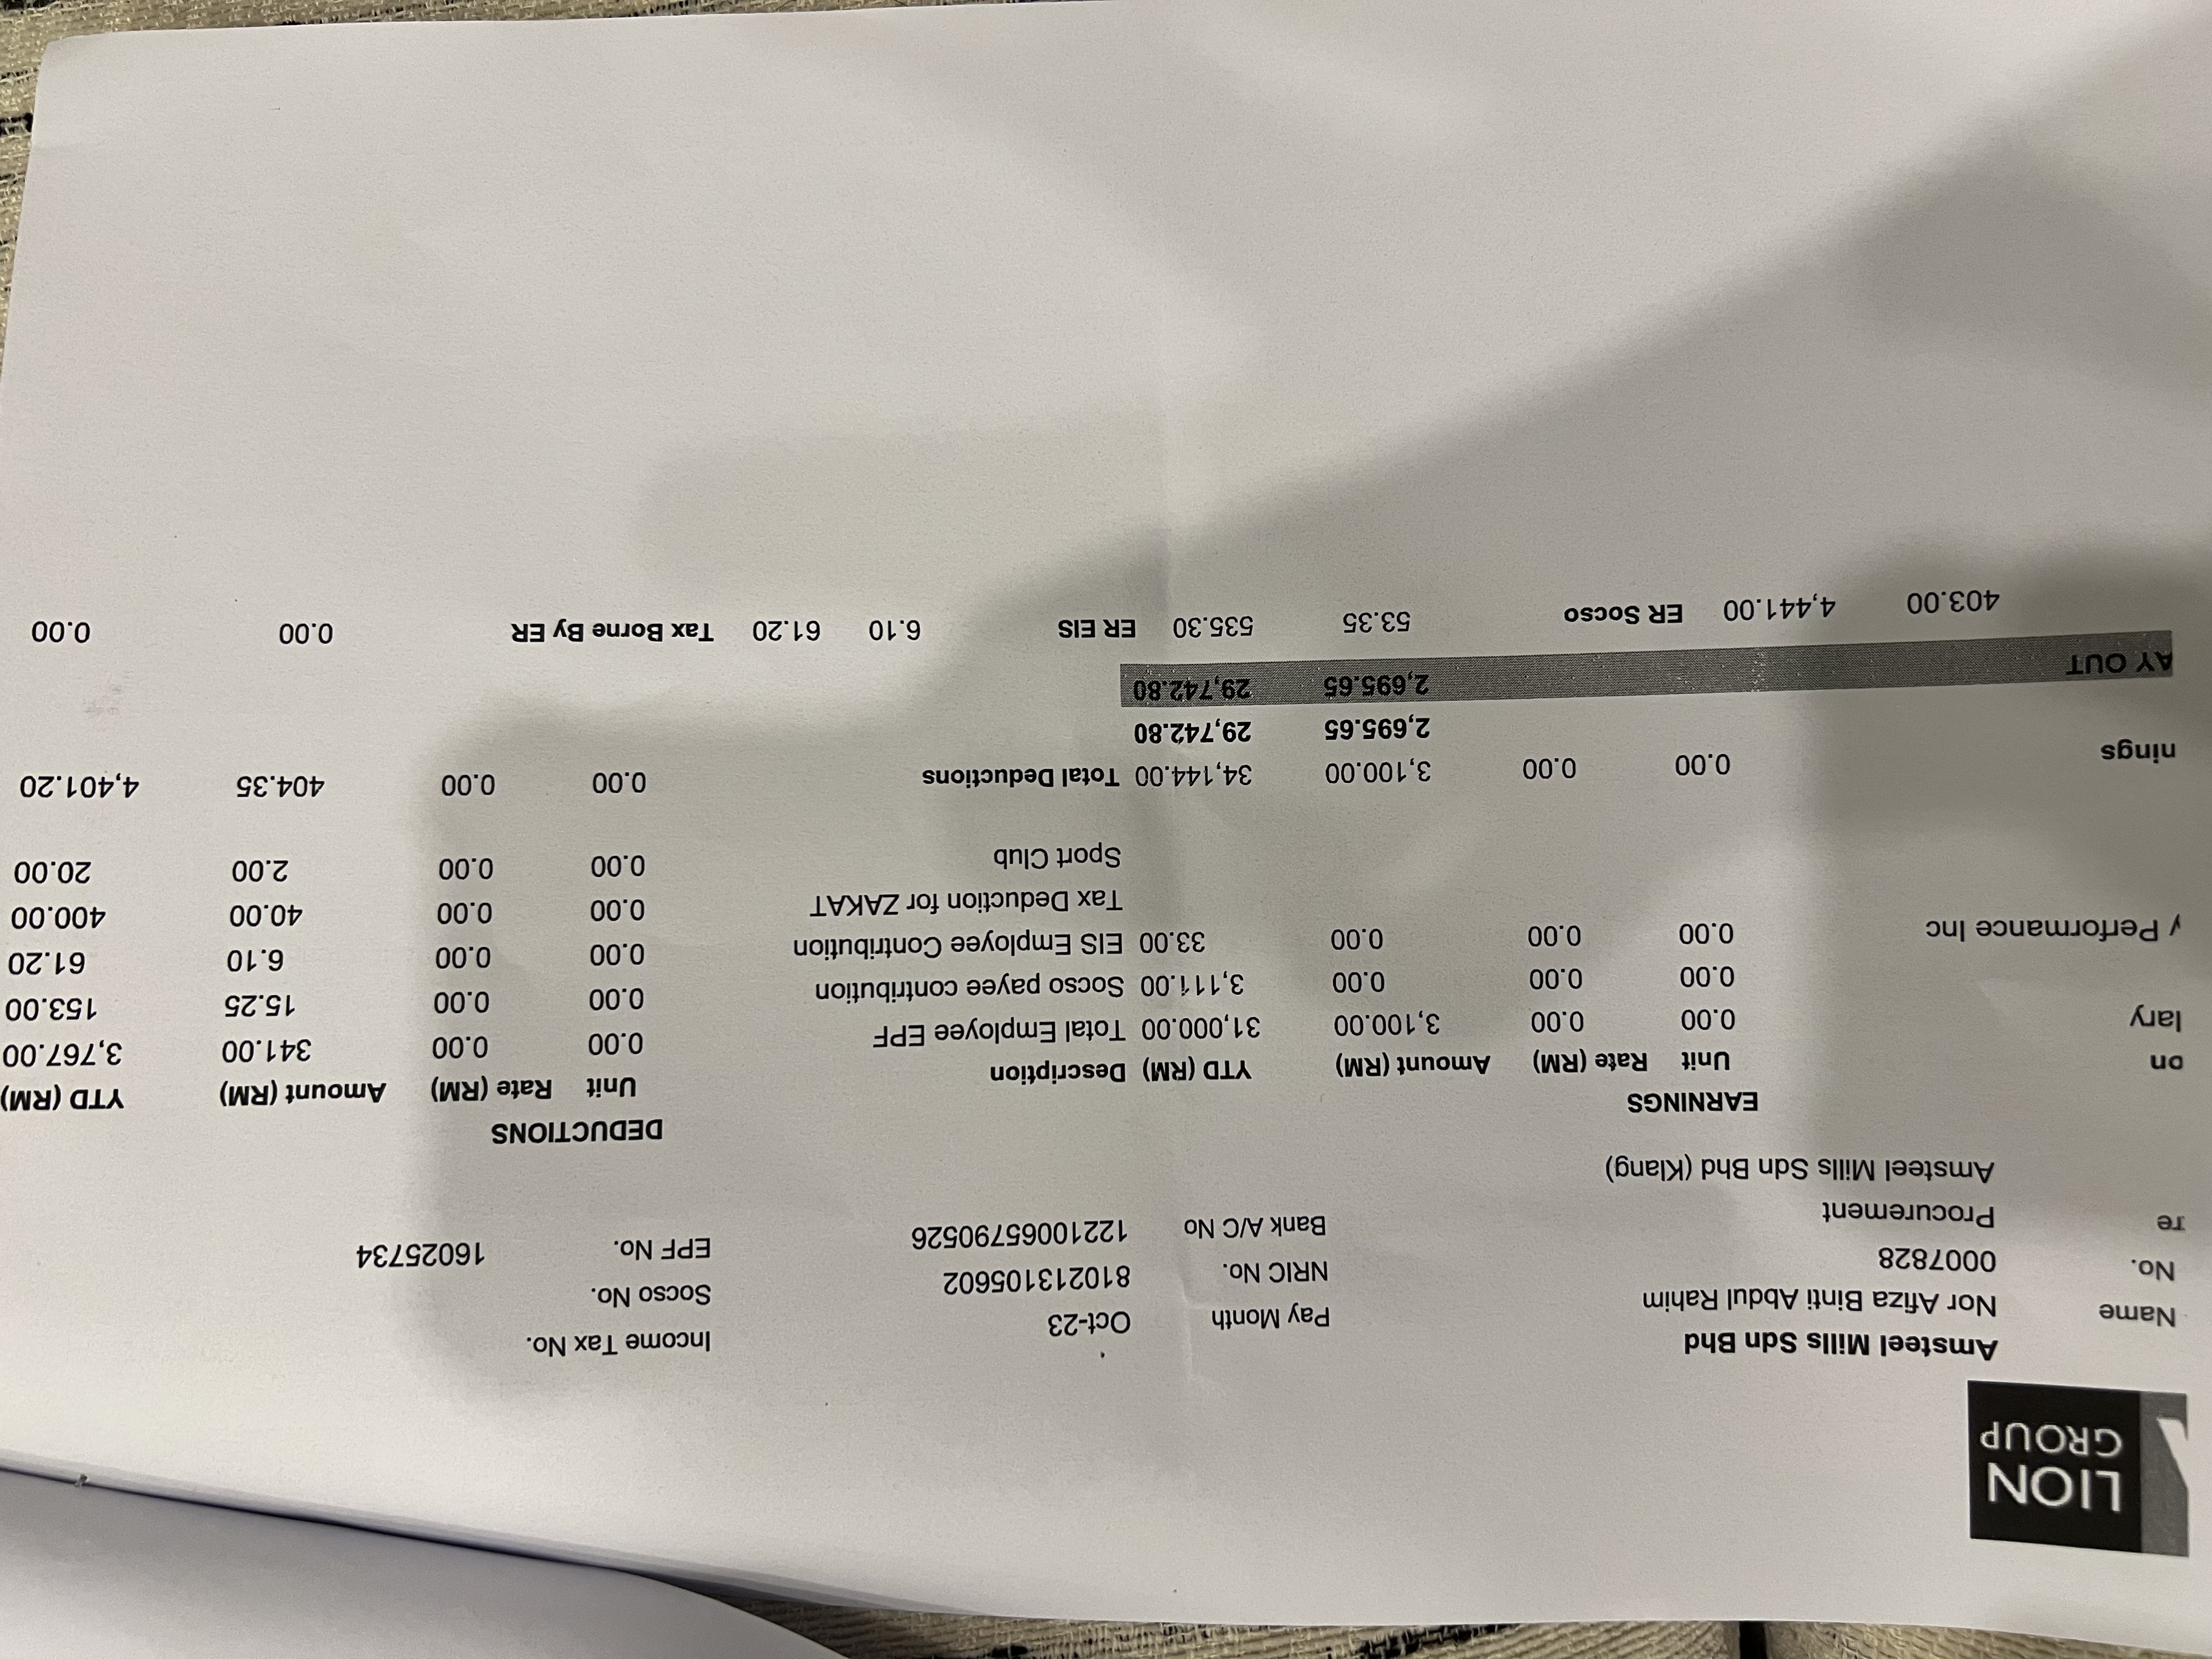 LION
GROUP
Amsteel Mills Sdn Bhd
Name Nor Afiza Binti Abdul Rahim Pay Month Oct-23 Income Tax No.
No. 0007828 NRIC No. 810213105602 Socso No.
re Procurement Bank A/C No 12210065790526 EPF No. 16025734
Amsteel Mills Sdn Bhd (Klang)
EARNINGS DEDUCTIONS
on Unit Rate (RM) Amount (RM) YTD (RM) Description Unit Rate (RM) Amount (RM) YTD (RM)
lary 0.00 0.00 3,100.00 31,000.00 Total Employee EPF 0.00 0.00 341.00 3,767.00
0.00 0.00 0.00 3,111.00 Socso payee contribution 0.00 0.00 15.25 153.00
y Performance Inc 0.00 0.00 0.00 33.00 EIS Employee Contribution 0.00 0.00 6.10 61.20
Tax Deduction for ZAKAT 0.00 0.00 40.00 400.00
Sport Club 0.00 0.00 2.00 20.00
nings 0.00 0.00 3,100.00 34,144.00 Total Deductions 0.00 0.00 404.35 4,401.20
2,695.65 29,742.80
AY OUT 2,695.65 29,742.80
403.00 4,441.00 ER Socso 53.35 535.30 ER EIS 6.10 61.20 Tax Borne By ER 0.00 0.00